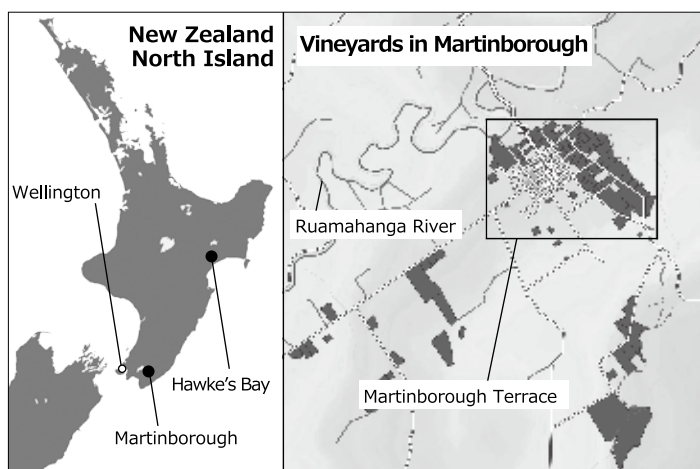 New Zealand
North Island
Wellington
Hawke's Bay
Martinborough
Vineyards in Martinborough
Ruamahanga River
Martinborough Terrace